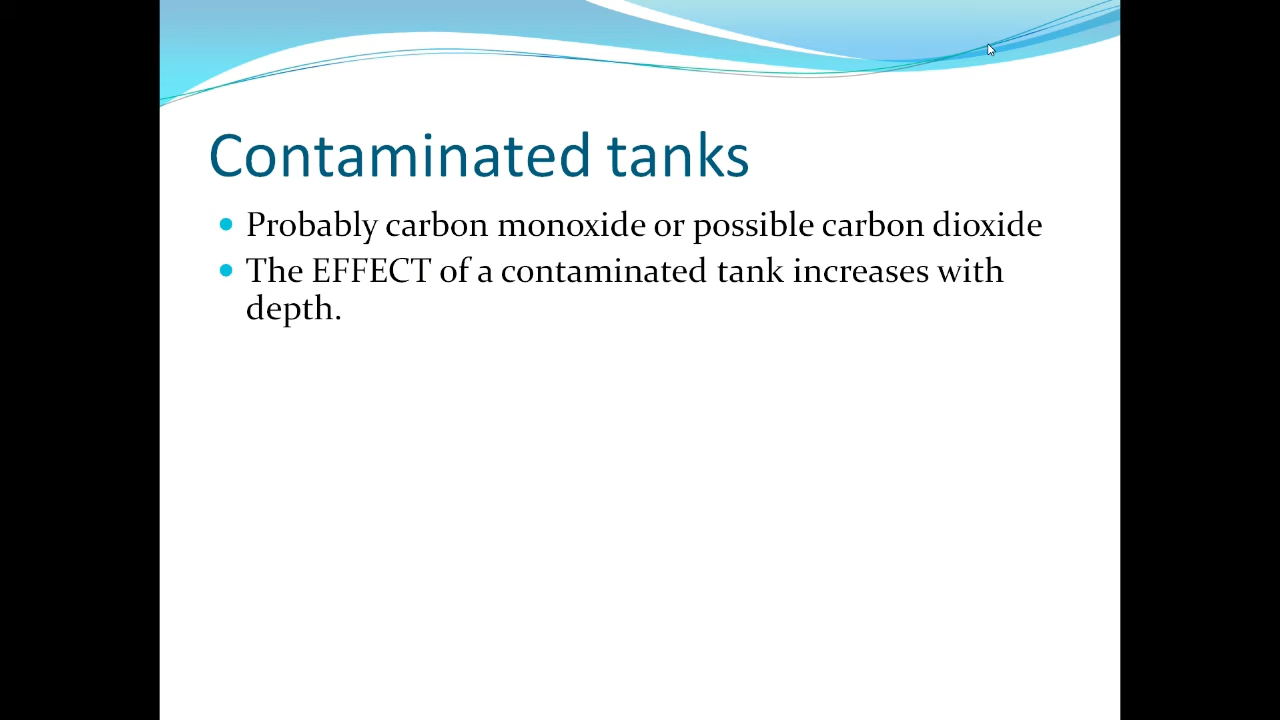 Contaminated tanks
Probably carbon monoxide or possible carbon dioxide
The EFFECT of a contaminated tank increases with
depth.